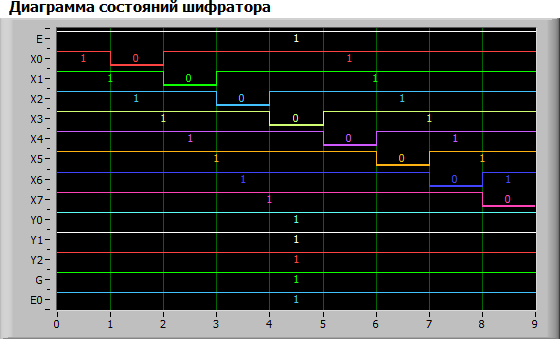 Диаграмма состояний шифратора
E 1
X0 1 0 1
X1 1 0 1
X2 1 0 1
X3 1 0 1
X4 1 0 1
X5 1 0 1
X6 1 0 1
X7 1 0
Y0 1
Y1 1
Y2 1
G 1
E0 1
0 1 2 3 4 5 6 7 8 9